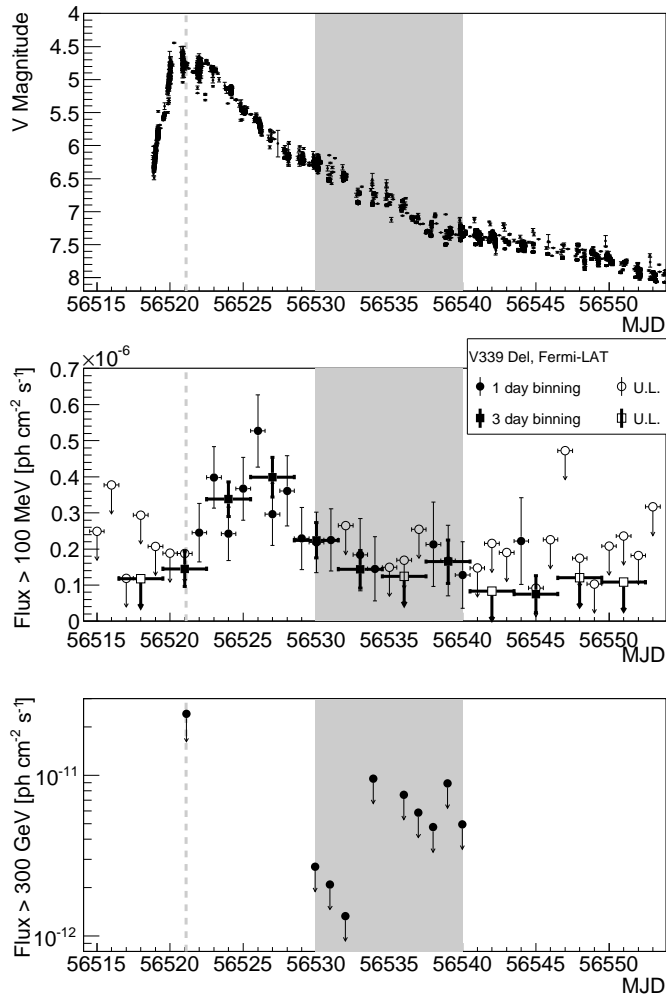 V Magnitude
4
4.5
5
5.5
6
6.5
7
7.5
8
56515 56520 56525 56530 56535 56540 56545 56550
MJD
Flux > 100 MeV [ph cm-2 s-1]
×10-6
0.7
0.6
0.5
0.4
0.3
0.2
0.1
0
V339 Del, Fermi-LAT
1 day binning U.L.
3 day binning U.L.
56515 56520 56525 56530 56535 56540 56545 56550
MJD
Flux > 300 GeV [ph cm-2 s-1]
10-11
10-12
56515 56520 56525 56530 56535 56540 56545 56550
MJD